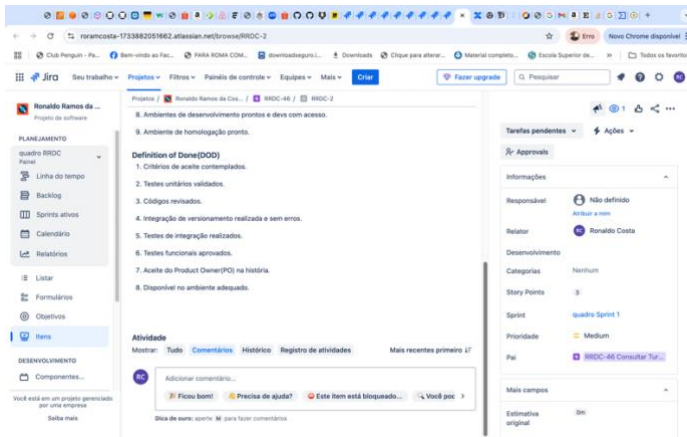 Erro
Novo Chrome disponível
roramcosta-1733882051662.atlassian.net/browse/RRDC-2
Club Penguin - Pa...
Bem-vindo ao Fac...
PARA ROMA COM...
downloadseguro.i...
Downloads
Clique para alterar...
Material completo...
Escola Superior de...
Todos os favoritos
Jira
Seu trabalho
Projetos
Filtros
Painéis de controle
Equipes
Mais
Criar
Fazer upgrade
Pesquisar
Ronaldo Ramos da ...
Projeto de software
PLANEJAMENTO
quadro RRDC
Painel
Linha do tempo
Backlog
Sprints ativos
Calendário
Relatórios
Listar
Formulários
Objetivos
Itens
DESENVOLVIMENTO
Componentes...
Você está em um projeto gerenciado
por uma empresa
Saiba mais
Projetos / Ronaldo Ramos da Cos... / RRDC-46 / RRDC-2
8. Ambientes de desenvolvimento prontos e devs com acesso.
9. Ambiente de homologação pronto.
Definition of Done(DOD)
1. Critérios de aceite contemplados.
2. Testes unitários validados.
3. Códigos revisados.
4. Integração de versionamento realizada e sem erros.
5. Testes de integração realizados.
6. Testes funcionais aprovados.
7. Aceite do Product Owner(PO) na história.
8. Disponível no ambiente adequado.
Atividade
Mostrar: Tudo Comentários Histórico Registro de atividades Mais recentes primeiro
RC
Adicionar comentário...
Ficou bom! Precisa de ajuda? Este item está bloqueado... Você poc
Dica de ouro: aperte M para fazer comentários
1
Tarefas pendentes
Ações
Approvals
Informações
Responsável
Não definido
Atribuir a mim
Relator
RC
Ronaldo Costa
Desenvolvimento
Categorias
Nenhum
Story Points
3
Sprint
quadro Sprint 1
Prioridade
Medium
Pai
RRDC-46 Consultar Tur...
Mais campos
Estimativa
original
0m